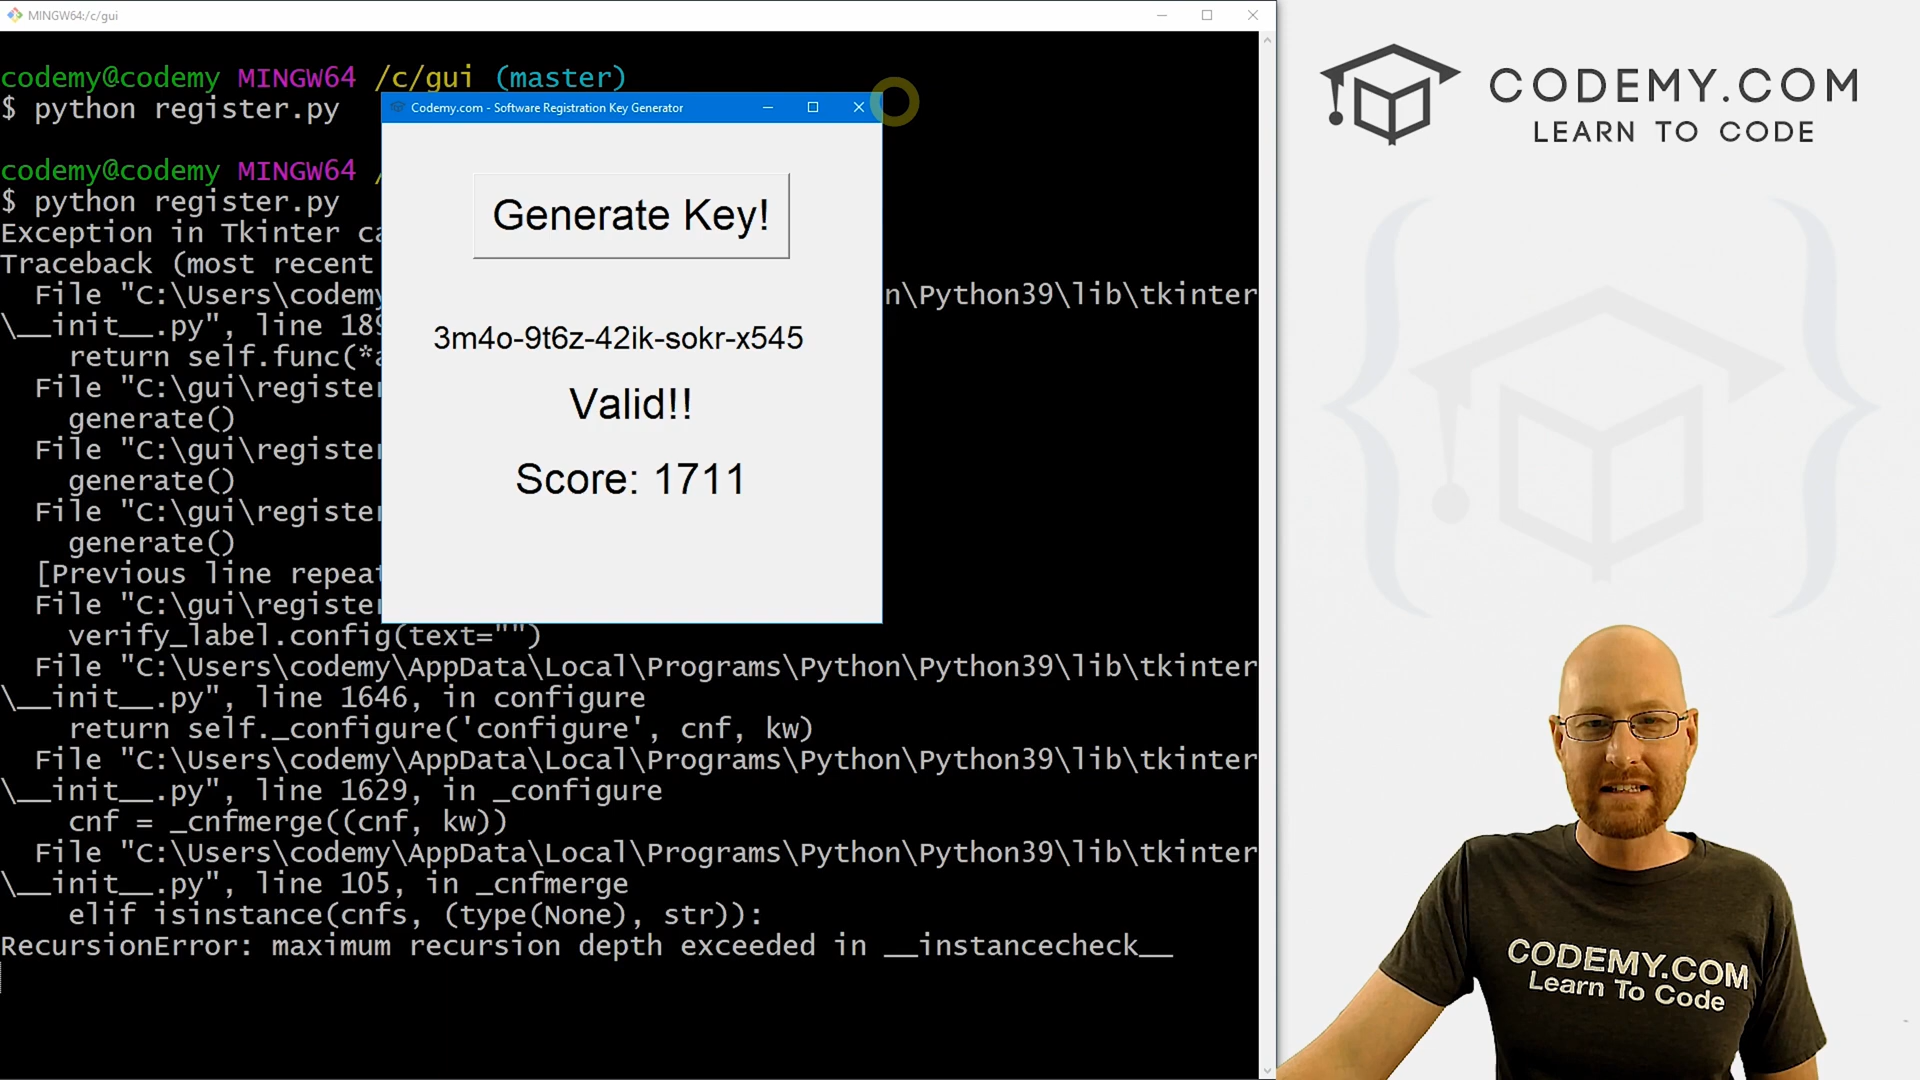 MINGW64:/c/gui
codemy@codemy MINGW64 /c/gui (master)
$ python register.py
codemy@codemy MINGW64 /
$ python register.py
Exception in Tkinter ca
Traceback (most recent
File "C:\Users\codemy n\Python39\lib\tkinter
\__init__.py", line 189
return self.func(*a
File "C:\gui\register
generate()
File "C:\gui\register
generate()
File "C:\gui\register
generate()
[Previous line repeat
File "C:\gui\register
verify_label.config(text="")
File "C:\Users\codemy\AppData\Local\Programs\Python\Python39\lib\tkinter
\__init__.py", line 1646, in configure
return self._configure('configure', cnf, kw)
File "C:\Users\codemy\AppData\Local\Programs\Python\Python39\lib\tkinter
\__init__.py", line 1629, in _configure
cnf = _cnfmerge((cnf, kw))
File "C:\Users\codemy\AppData\Local\Programs\Python\Python39\lib\tkinter
\__init__.py", line 105, in _cnfmerge
elif isinstance(cnfs, (type(None), str)):
RecursionError: maximum recursion depth exceeded in __instancecheck__
Codemy.com - Software Registration Key Generator
Generate Key!
3m4o-9t6z-42ik-sokr-x545
Valid!!
Score: 1711
CODEMY.COM
LEARN TO CODE
CODEMY.COM
Learn To Code